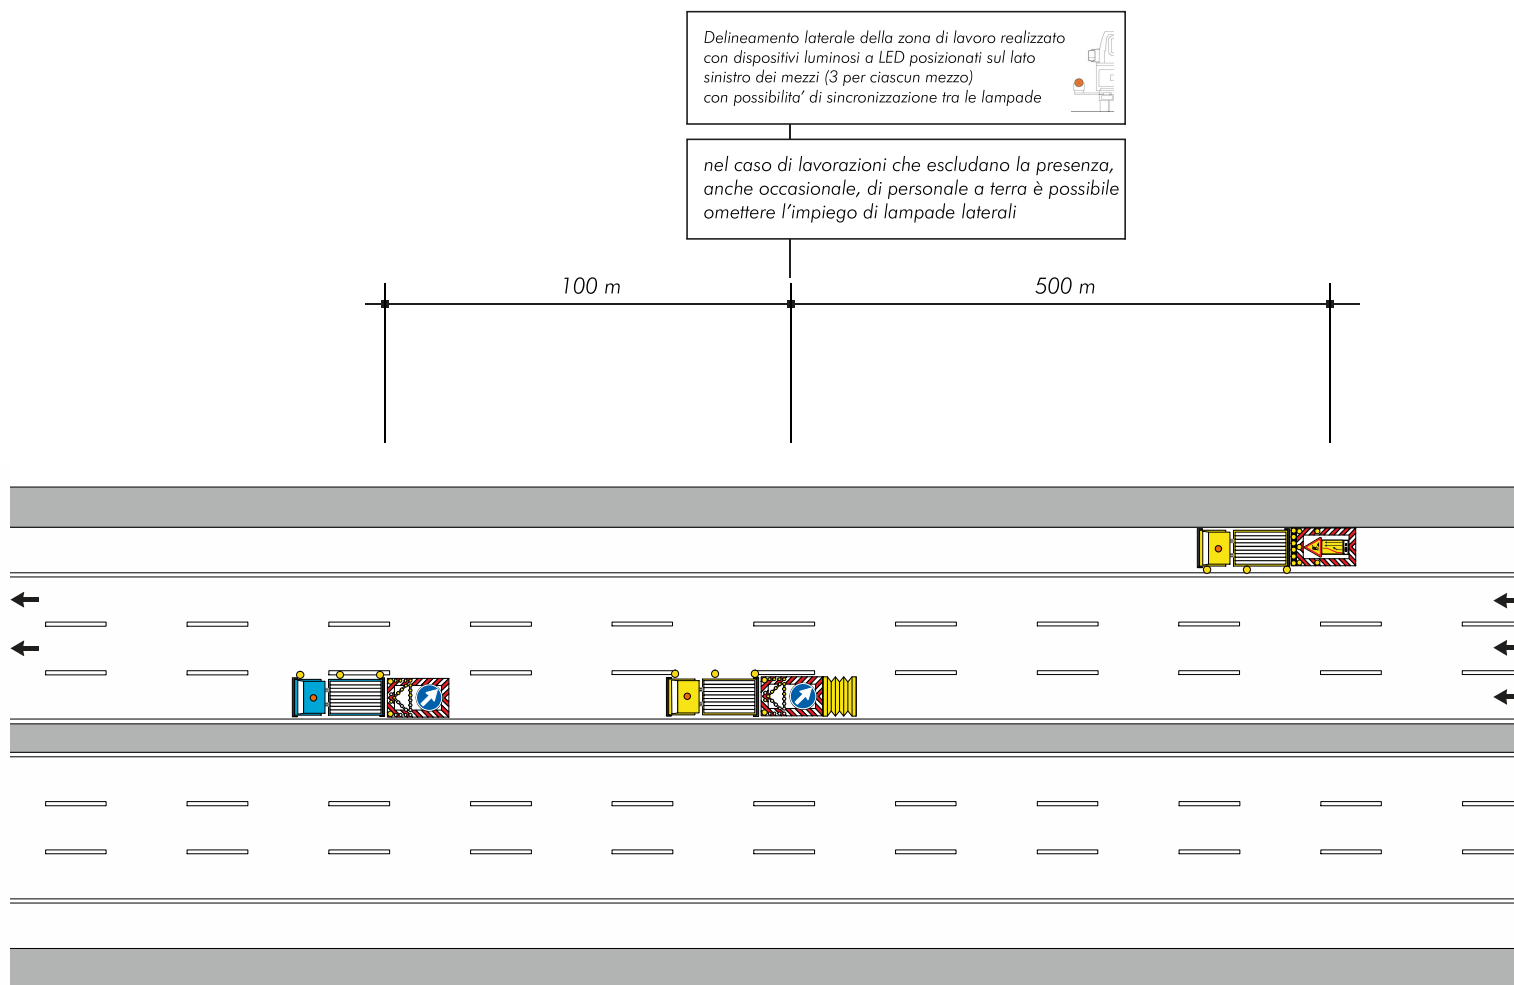 Delineamento laterale della zona di lavoro realizzato
con dispositivi luminosi a LED posizionati sul lato
sinistro dei mezzi (3 per ciascun mezzo)
con possibilita’ di sincronizzazione tra le lampade
nel caso di lavorazioni che escludano la presenza,
anche occasionale, di personale a terra è possibile
omettere l’impiego di lampade laterali
100 m
500 m